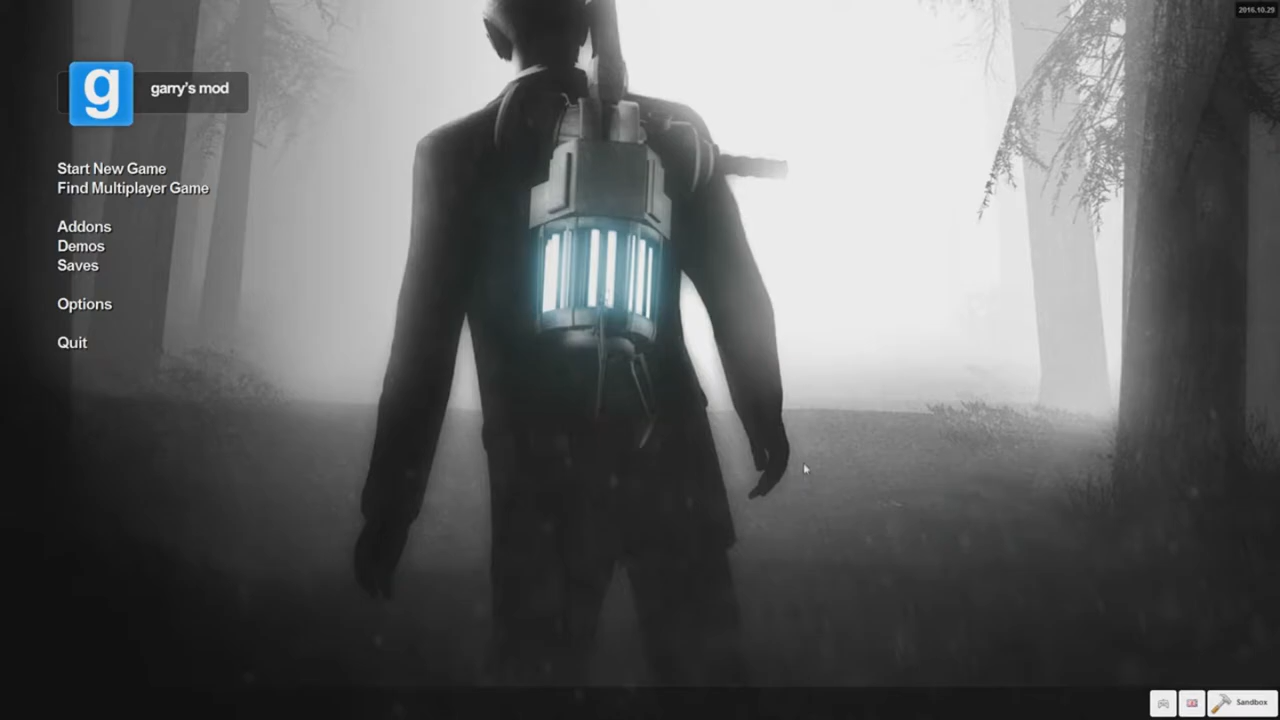 2016.10.29
g
garry's mod
Start New Game
Find Multiplayer Game
Addons
Demos
Saves
Options
Quit
Sandbox